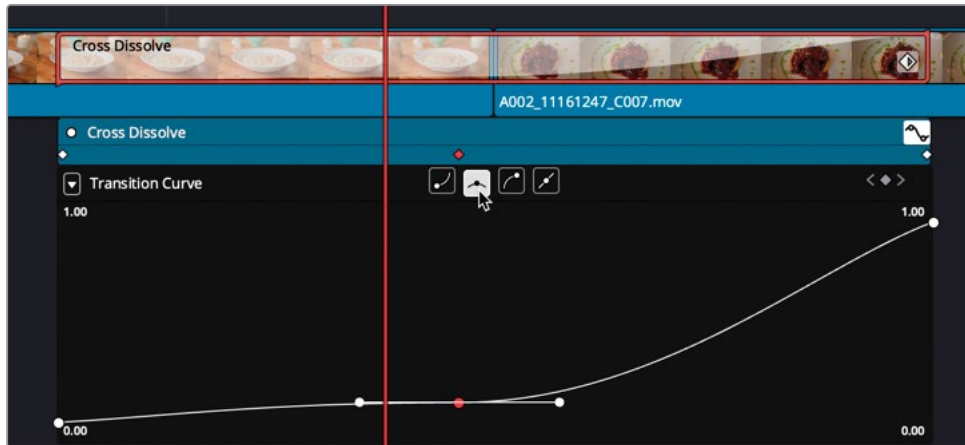 Cross Dissolve
A002_11161247_C007.mov
Cross Dissolve
Transition Curve
1.00 1.00
0.00 0.00